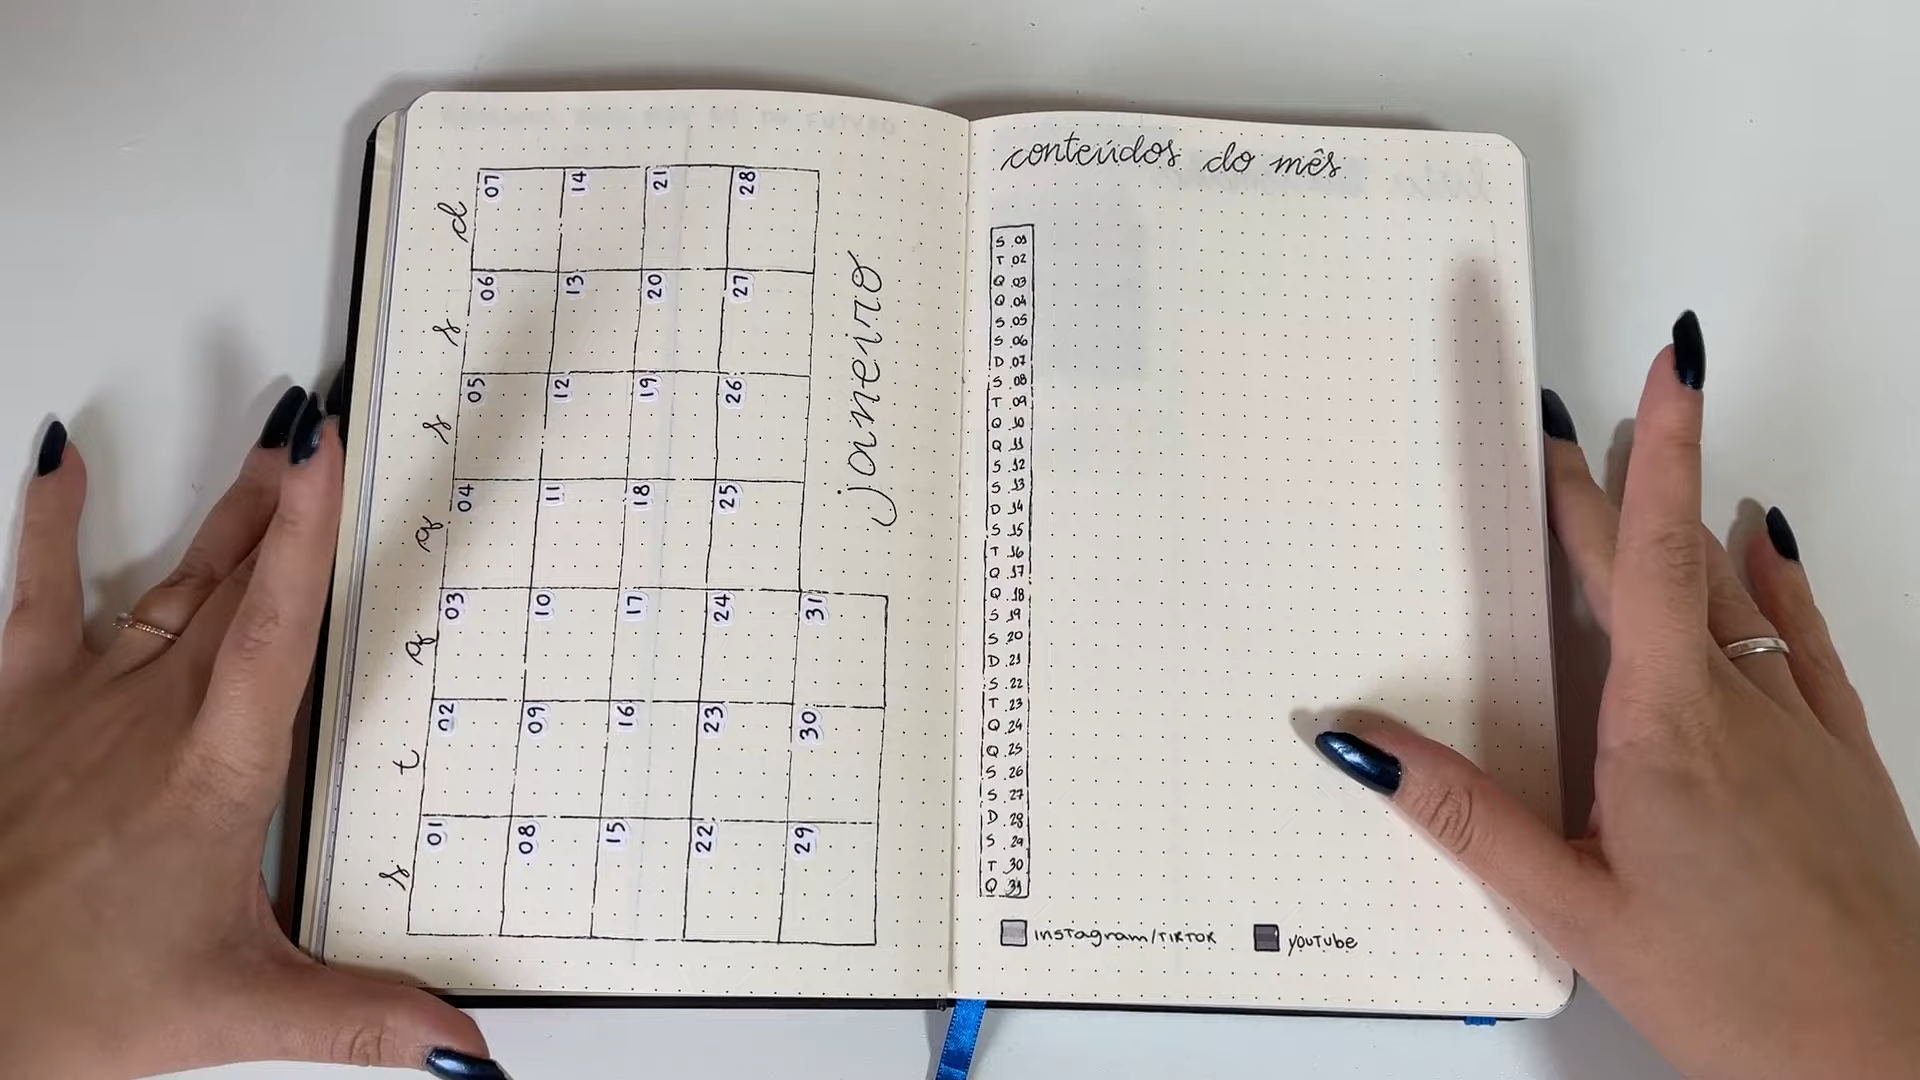 janeiro
s t q q s s d
01 02 03 04 05 06 07
08 09 10 11 12 13 14
15 16 17 18 19 20 21
22 23 24 25 26 27 28
29 30 31
conteúdos do mês
S .01
T .02
Q .03
Q .04
S .05
S .06
D .07
S .08
T .09
Q .10
Q .11
S .12
S .13
D .14
S .15
T .16
Q .17
Q .18
S .19
S .20
D .21
S .22
T .23
Q .24
Q .25
S .26
S .27
D .28
S .29
T .30
Q .31
instagram/TIKTOK
youTube